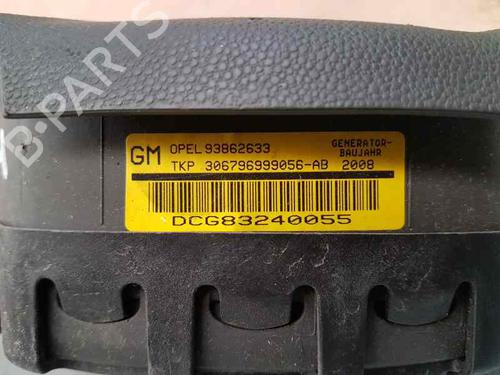 B-PARTS
GM OPEL 93862633 GENERATOR-
BAUJAHR
TKP 306796999056-AB 2008
DCG83240055